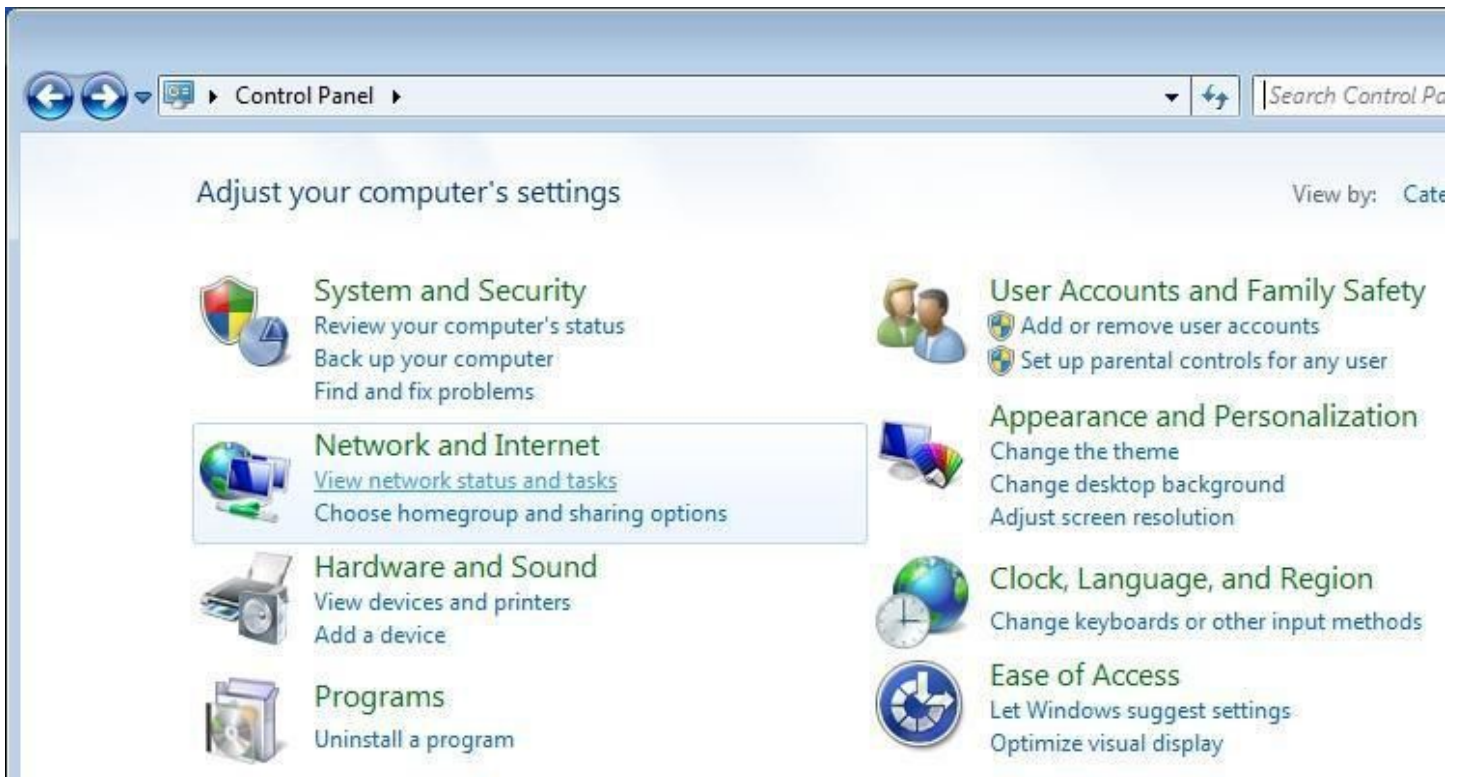 Control Panel
Search Control
Adjust your computer's settings
View by:
System and Security
Review your computer's status
Back up your computer
Find and fix problems
Network and Internet
View network status and tasks
Choose homegroup and sharing options
Hardware and Sound
View devices and printers
Add a device
Programs
Uninstall a program
User Accounts and Family Safety
Add or remove user accounts
Set up parental controls for any user
Appearance and Personalization
Change the theme
Change desktop background
Adjust screen resolution
Clock, Language, and Region
Change keyboards or other input methods
Ease of Access
Let Windows suggest settings
Optimize visual display